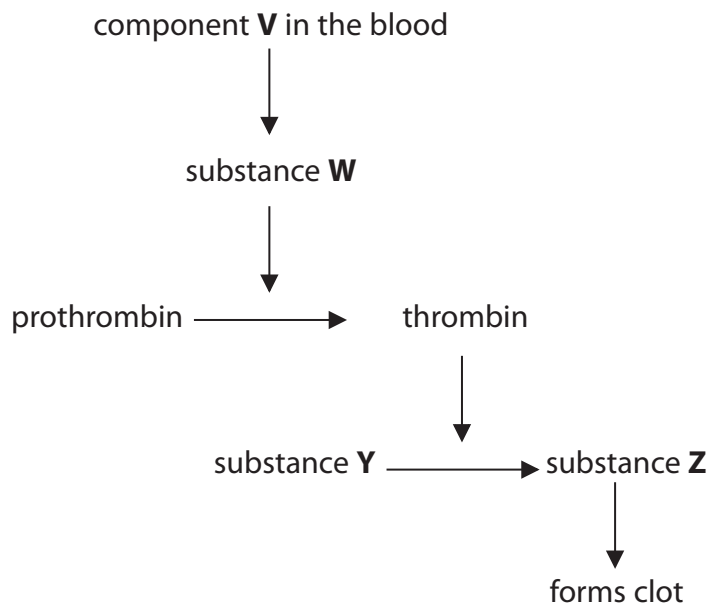 component V in the blood
substance W
prothrombin thrombin
substance Y substance Z
forms clot